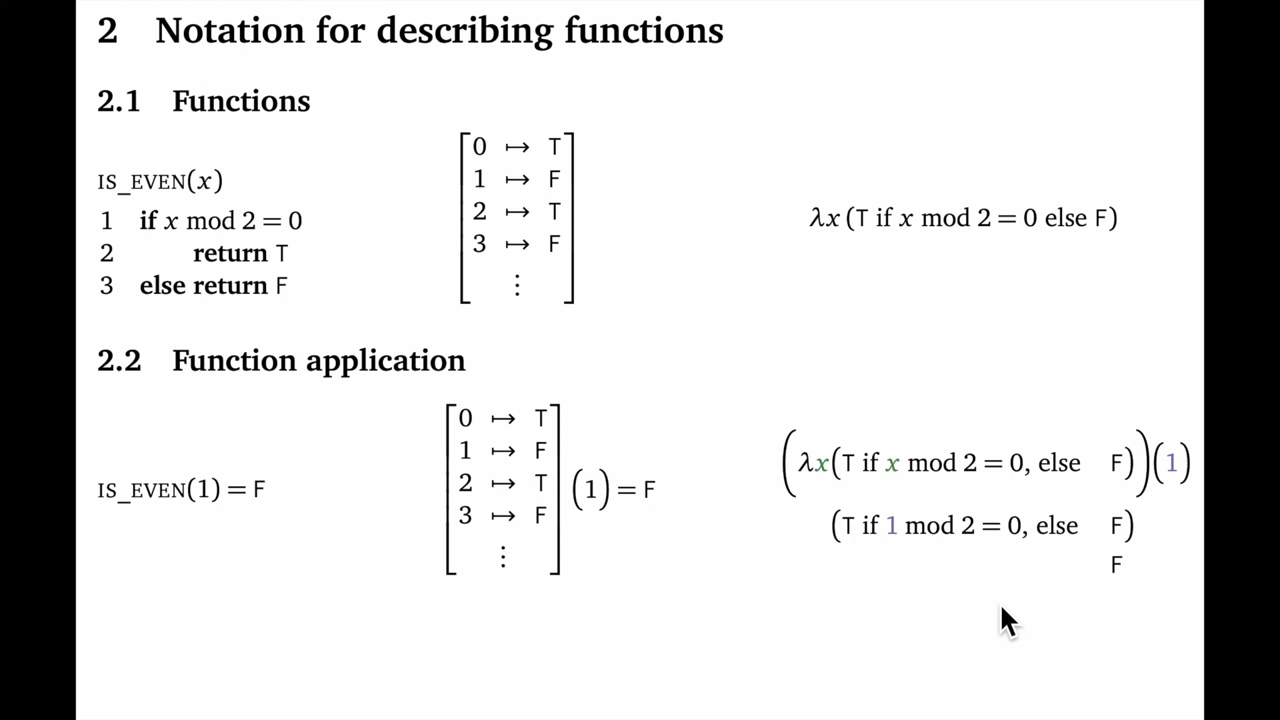 2 Notation for describing functions
2.1 Functions
IS_EVEN(x)
1 if x mod 2 = 0
2 return T
3 else return F
0 ↦ T
1 ↦ F
2 ↦ T
3 ↦ F
⋮
λx (T if x mod 2 = 0 else F)
2.2 Function application
IS_EVEN(1) = F
0 ↦ T
1 ↦ F
2 ↦ T
3 ↦ F
⋮
(1) = F
(λx(T if x mod 2 = 0, else F))(1)
(T if 1 mod 2 = 0, else F)
F